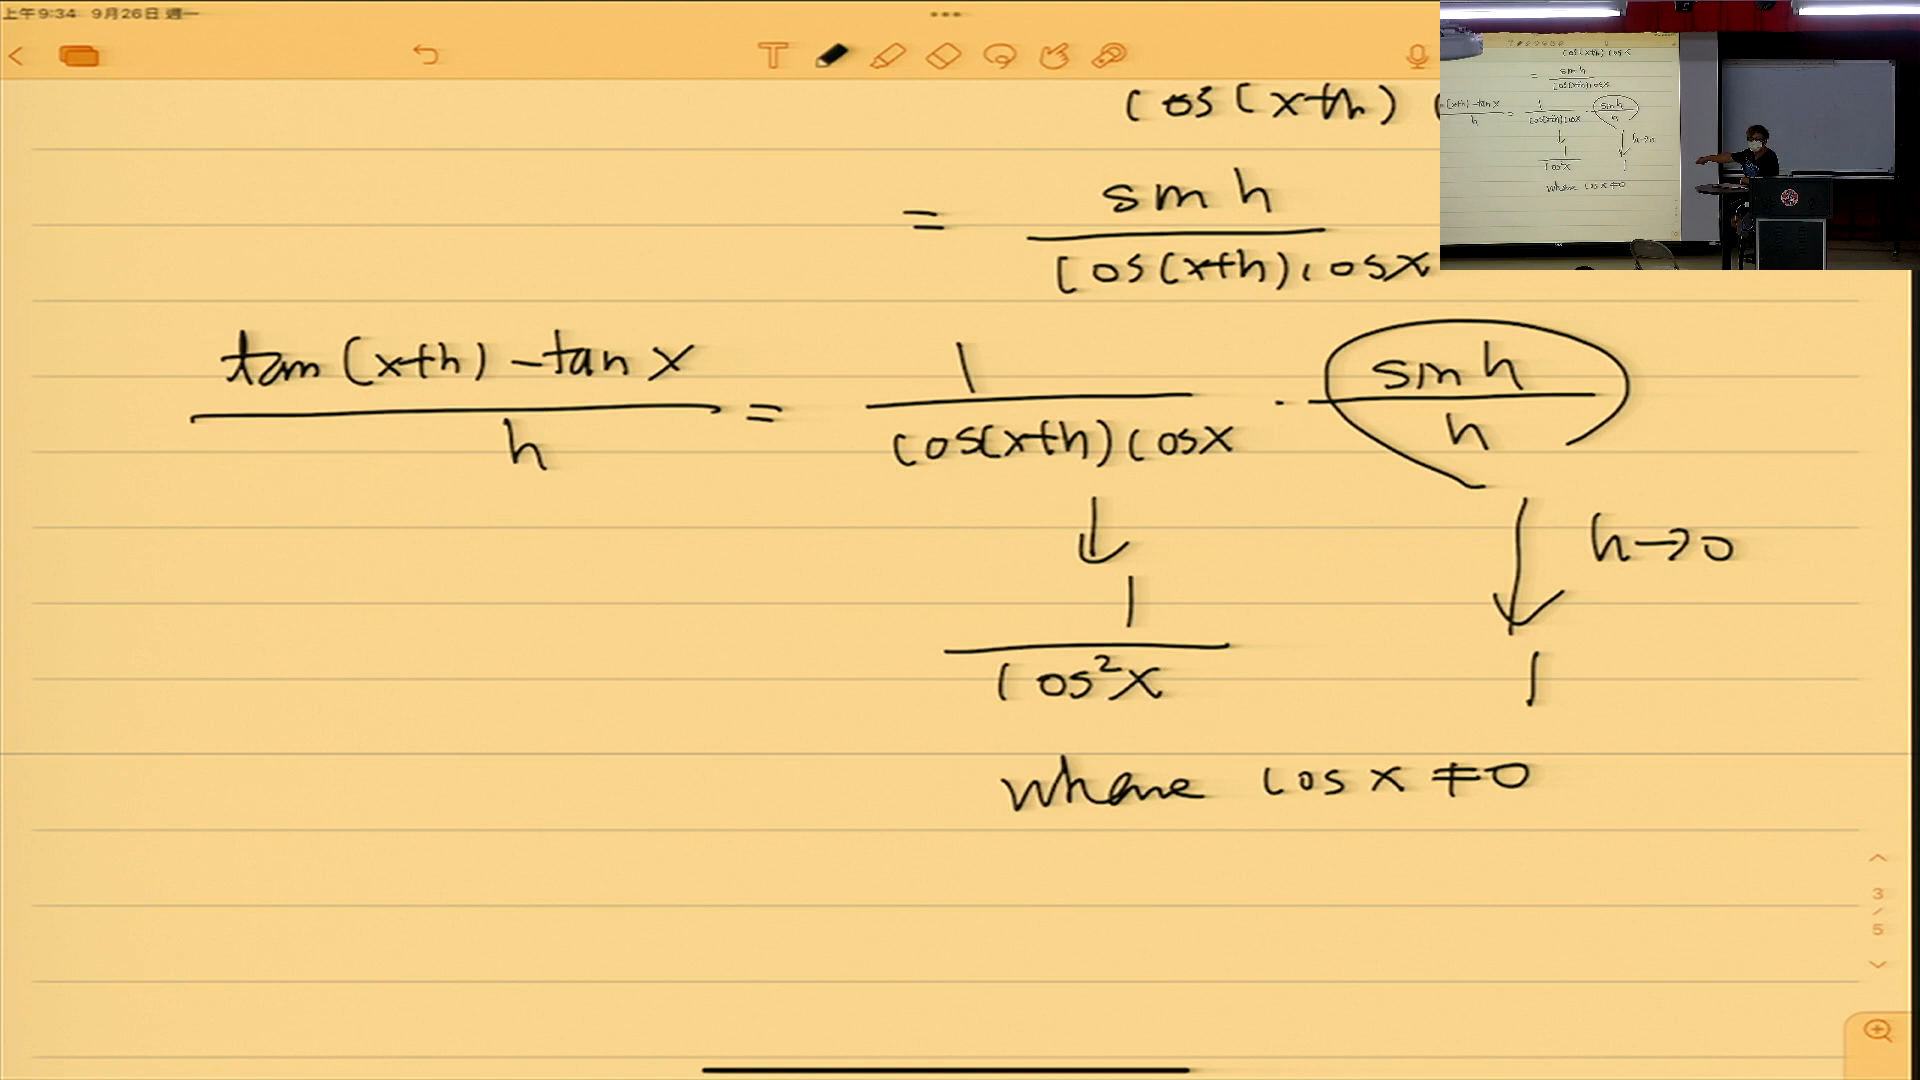 上午9:34 9月26日 週一
cos(x+h) (
= sin h / cos(x+h) cos x
(tan(x+h) - tan x) / h = 1 / (cos(x+h) cos x) · sin h / h
↓ ↓ h→0
1 / cos²x 1
where cos x ≠ 0
3 / 5